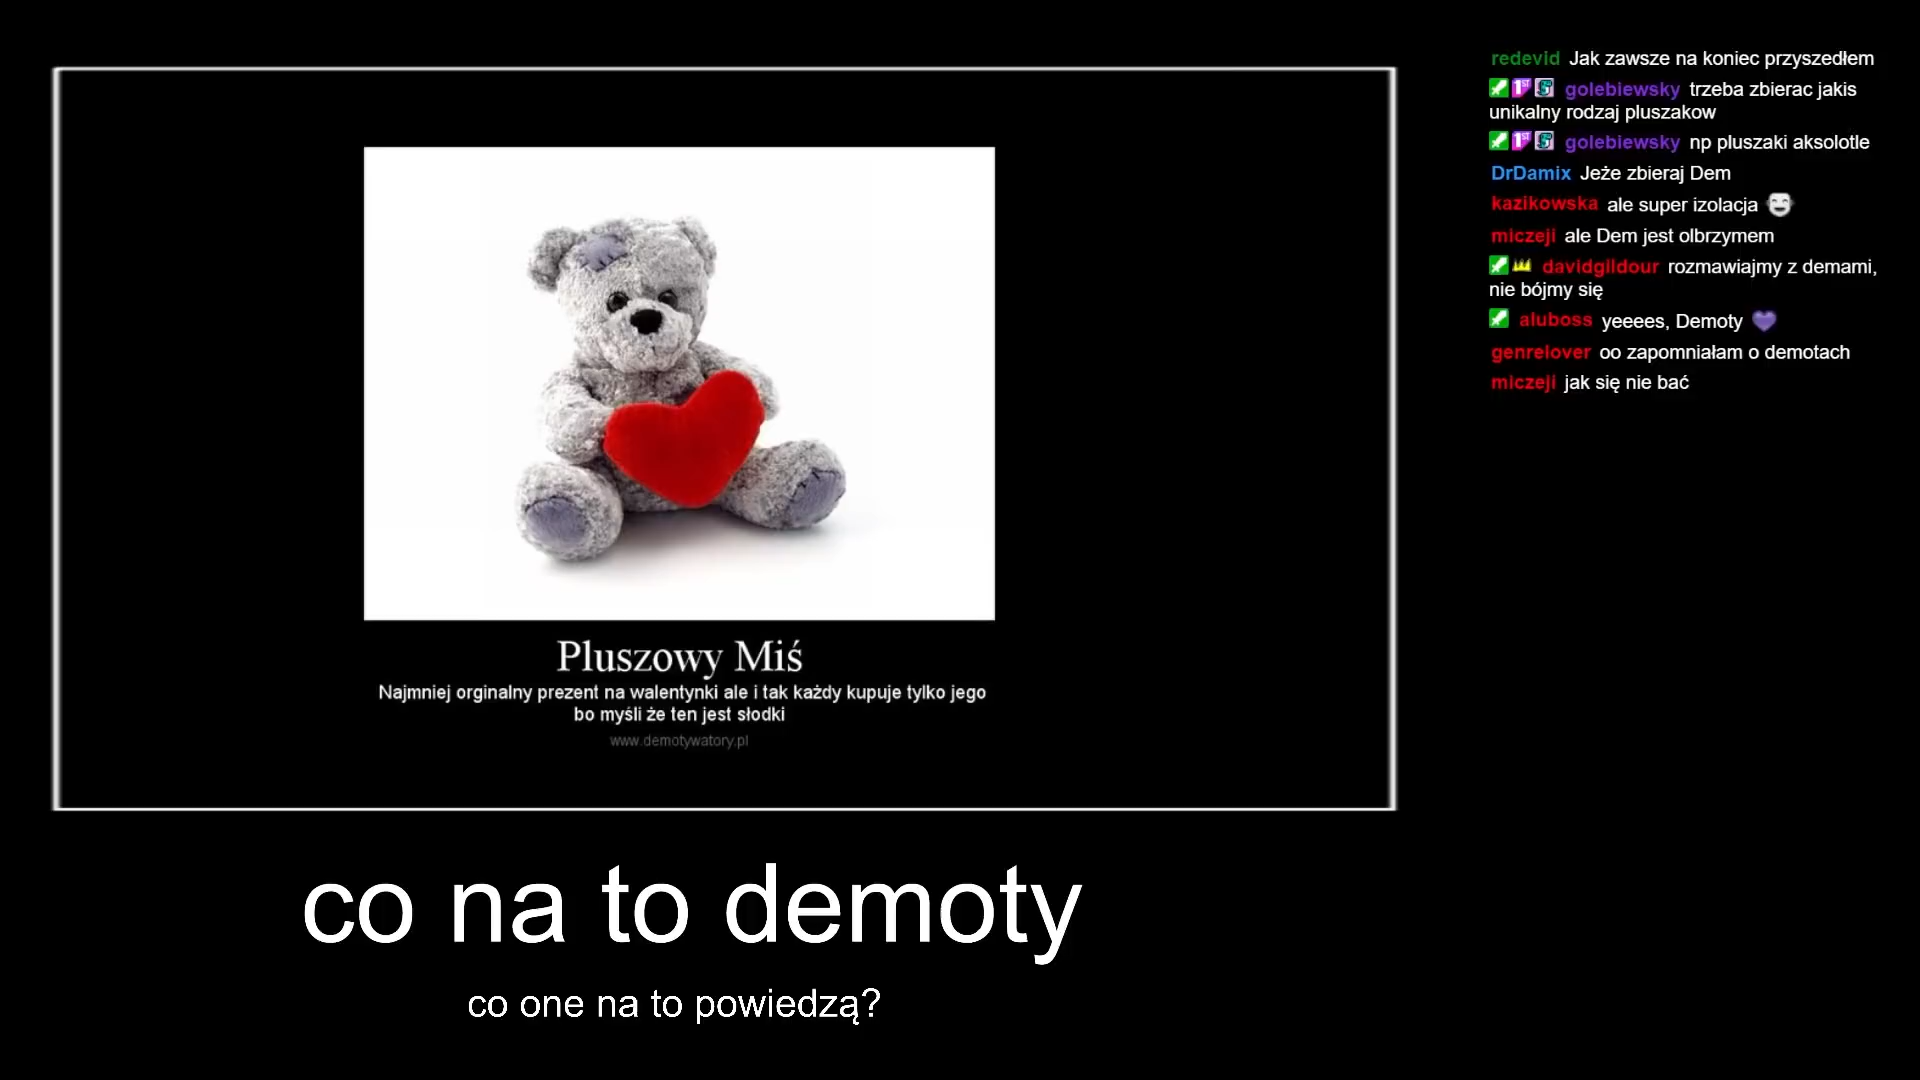 Pluszowy Miś
Najmniej orginalny prezent na walentynki ale i tak każdy kupuje tylko jego
bo myśli że ten jest słodki
www.demotywatory.pl
co na to demoty
co one na to powiedzą?
redevid Jak zawsze na koniec przyszedłem
golebiewsky trzeba zbierac jakis
unikalny rodzaj pluszakow
golebiewsky np pluszaki aksolotle
DrDamix Jeże zbieraj Dem
kazikowska ale super izolacja
miczeji ale Dem jest olbrzymem
davidgildour rozmawiajmy z demami,
nie bójmy się
aluboss yeeees, Demoty
genrelover oo zapomniałam o demotach
miczeji jak się nie bać